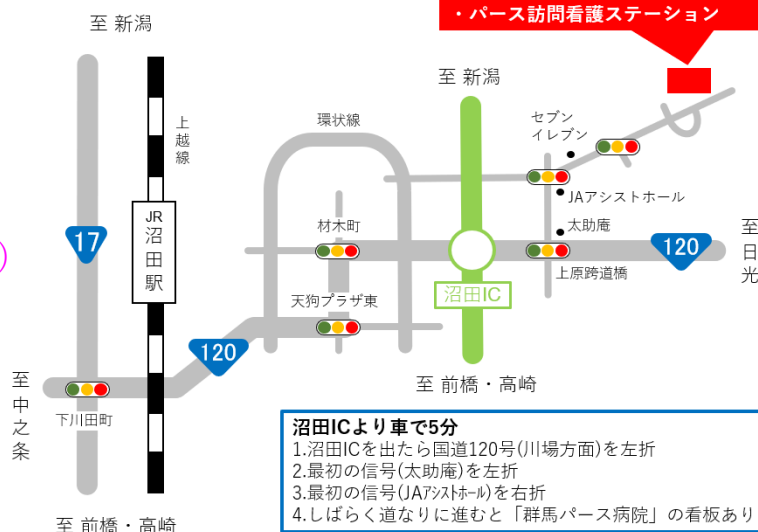 ・パース訪問看護ステーション
至 新潟
至 新潟
環状線
セブン
イレブン
上越線
JAアシストホール
JR
沼田駅
材木町
太助庵
17
120
至日光
上原跨道橋
沼田IC
天狗プラザ東
120
至 前橋・高崎
至中之条
下川田町
至 前橋・高崎
沼田ICより車で5分
1.沼田ICを出たら国道120号(川場方面)を左折
2.最初の信号(太助庵)を左折
3.最初の信号(JAアシストホール)を右折
4.しばらく道なりに進むと「群馬パース病院」の看板あり